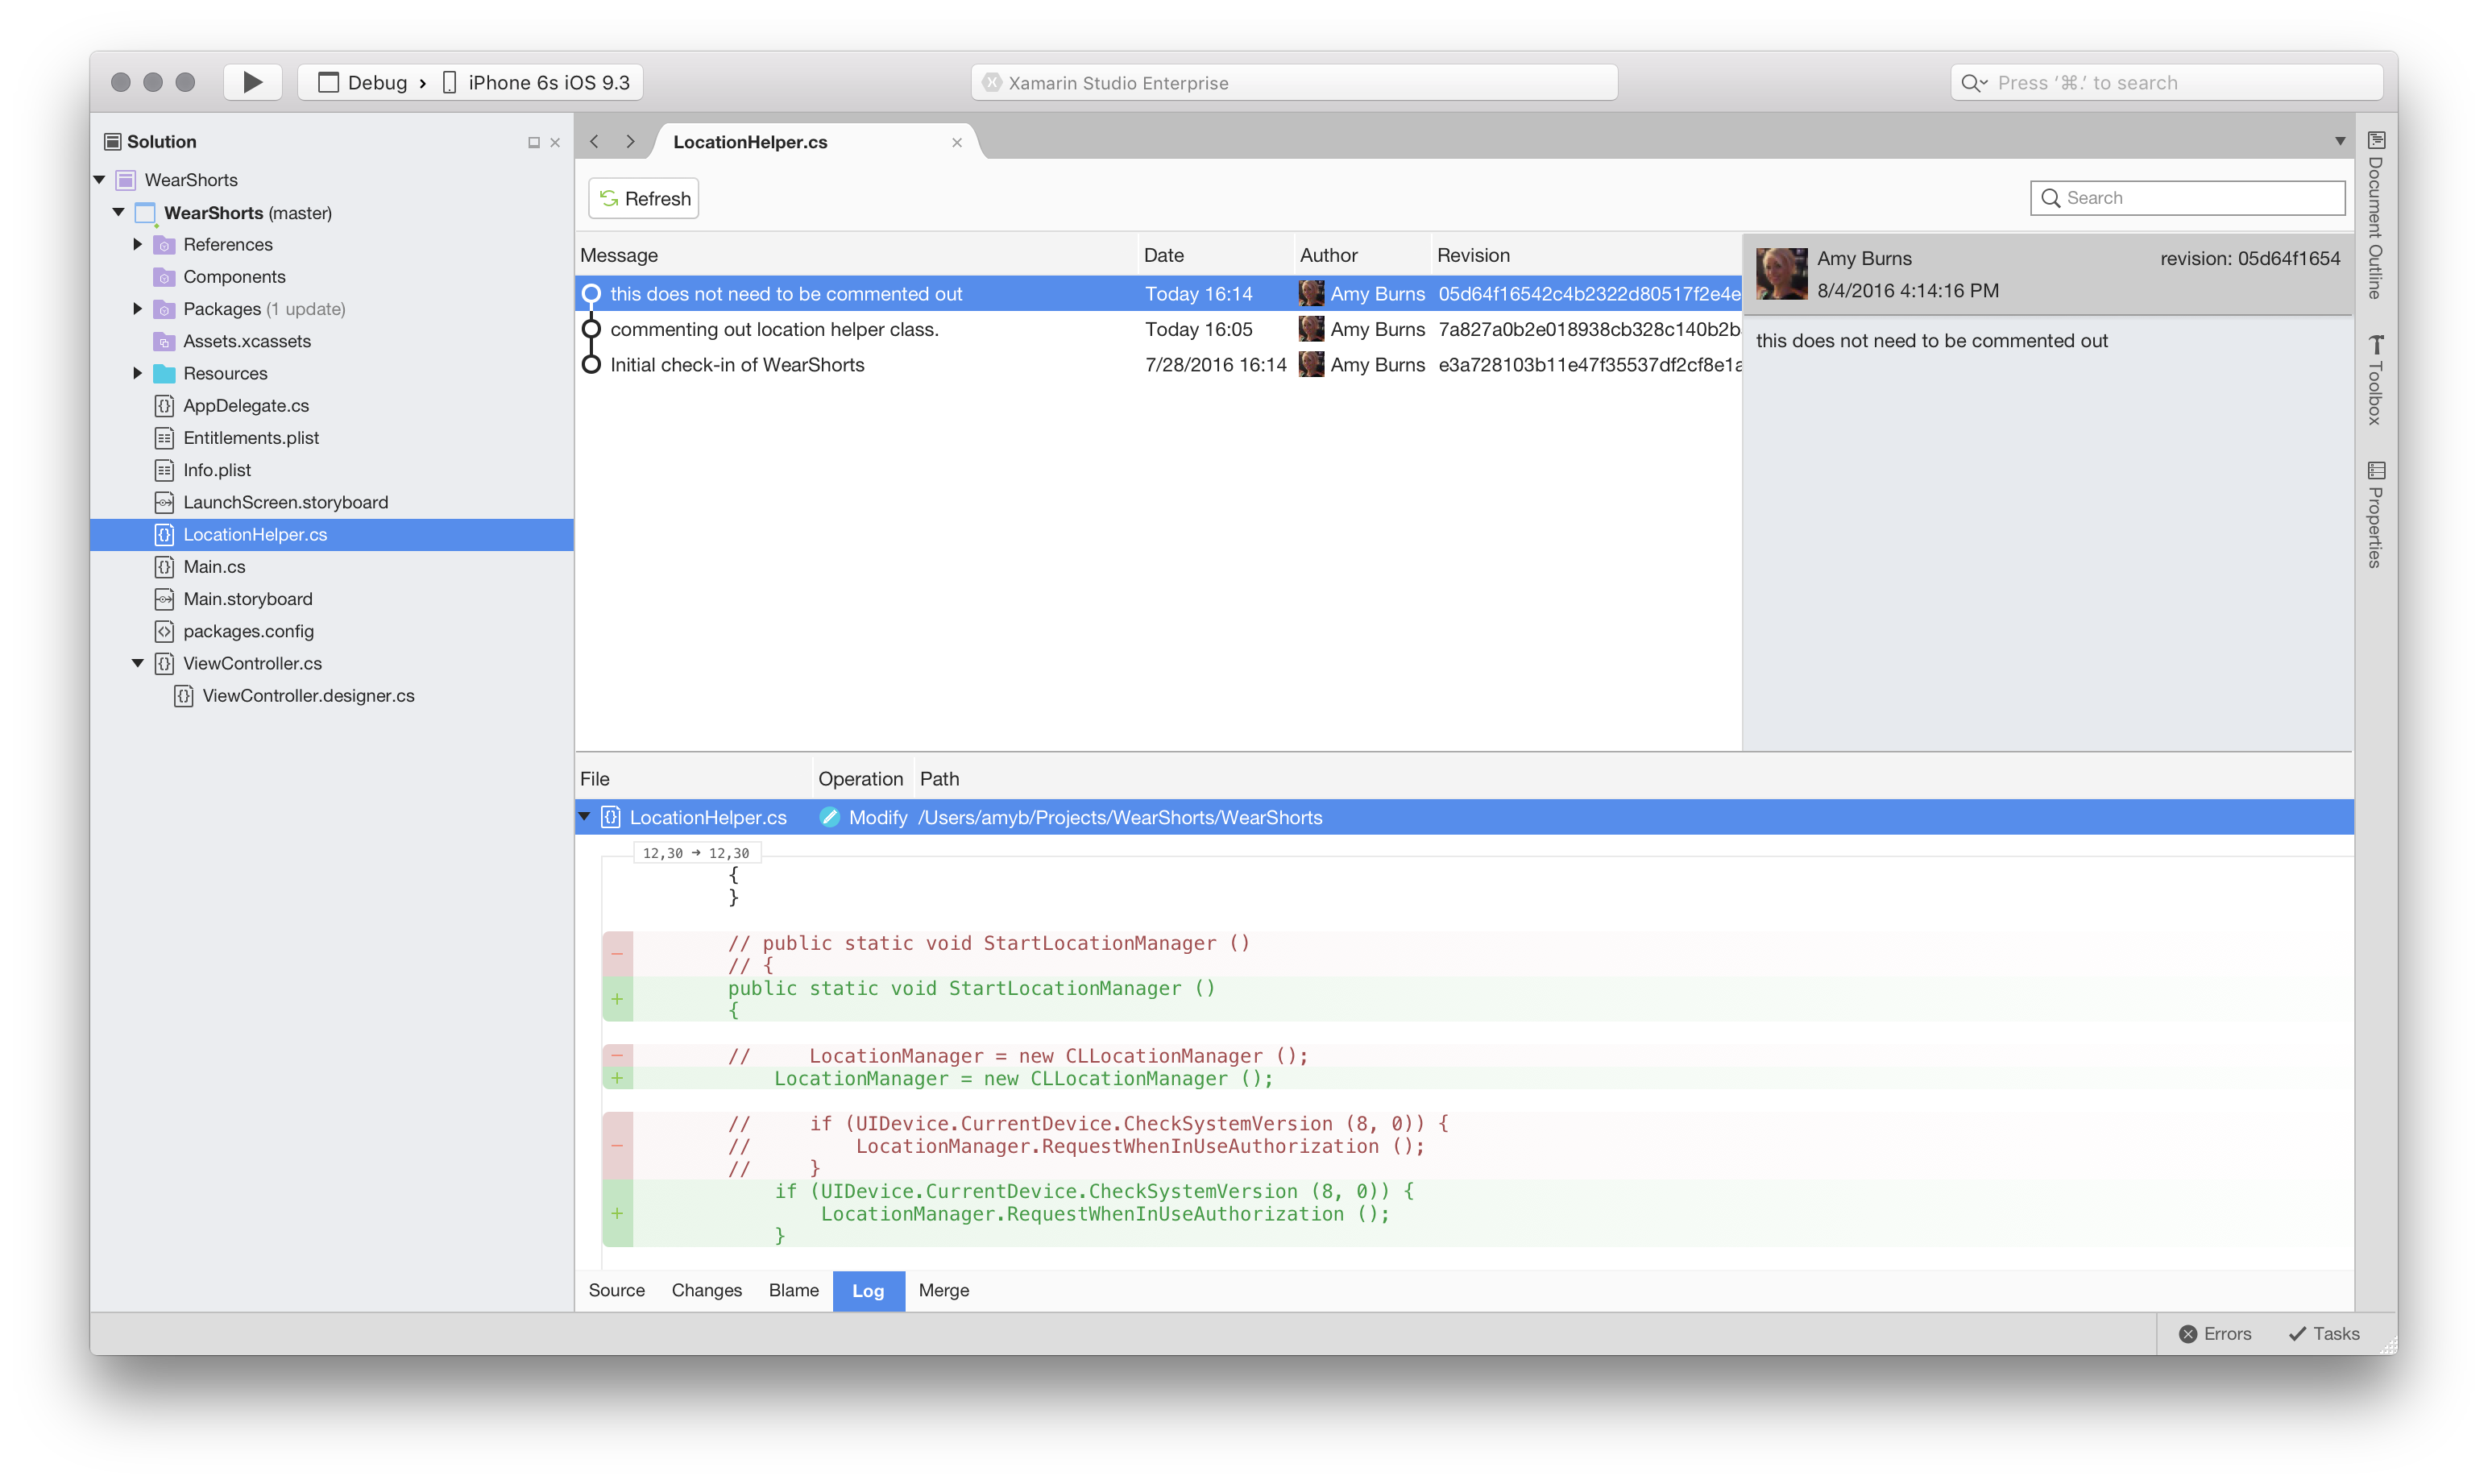 Debug › iPhone 6s iOS 9.3
Xamarin Studio Enterprise
Press ‘⌘.’ to search
Solution
WearShorts
WearShorts (master)
References
Components
Packages (1 update)
Assets.xcassets
Resources
AppDelegate.cs
Entitlements.plist
Info.plist
LaunchScreen.storyboard
LocationHelper.cs
Main.cs
Main.storyboard
packages.config
ViewController.cs
ViewController.designer.cs
LocationHelper.cs
Refresh
Search
Message Date Author Revision
this does not need to be commented out Today 16:14 Amy Burns 05d64f16542c4b2322d80517f2e4e
commenting out location helper class. Today 16:05 Amy Burns 7a827a0b2e018938cb328c140b2b
Initial check-in of WearShorts 7/28/2016 16:14 Amy Burns e3a728103b11e47f35537df2cf8e1a
Amy Burns revision: 05d64f1654
8/4/2016 4:14:16 PM
this does not need to be commented out
File Operation Path
LocationHelper.cs Modify /Users/amyb/Projects/WearShorts/WearShorts
12,30 → 12,30
{
}
− // public static void StartLocationManager ()
// {
+ public static void StartLocationManager ()
{
− // LocationManager = new CLLocationManager ();
+ LocationManager = new CLLocationManager ();
− // if (UIDevice.CurrentDevice.CheckSystemVersion (8, 0)) {
// LocationManager.RequestWhenInUseAuthorization ();
// }
+ if (UIDevice.CurrentDevice.CheckSystemVersion (8, 0)) {
LocationManager.RequestWhenInUseAuthorization ();
}
Source Changes Blame Log Merge
Document Outline
Toolbox
Properties
Errors Tasks